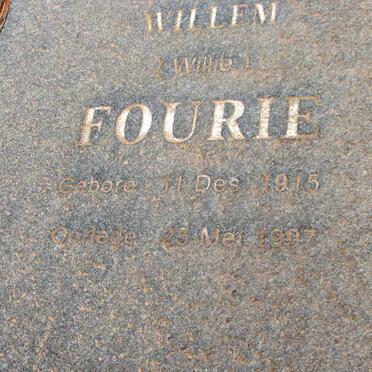 WILLEM
( Willie )
FOURIE
Gebore 11 Des 1915
Oorlede 23 Mei 1997